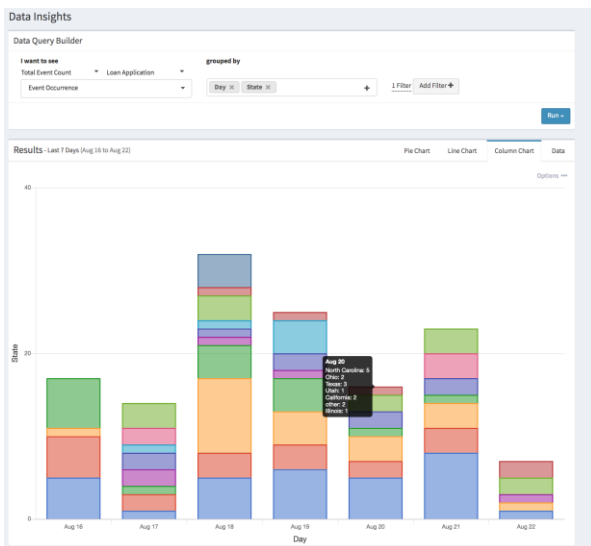 Data Insights
Data Query Builder
I want to see
grouped by
Total Event Count
Loan Application
Event Occurrence
Day ×
State ×
+
1 Filter
Add Filter +
Run »
Results - Last 7 Days (Aug 16 to Aug 22)
Pie Chart
Line Chart
Column Chart
Data
Options •••
40
20
0
State
Aug 20
North Carolina: 5
Ohio: 2
Texas: 3
Utah: 1
California: 2
other: 2
Illinois: 1
Aug 16
Aug 17
Aug 18
Aug 19
Aug 20
Aug 21
Aug 22
Day